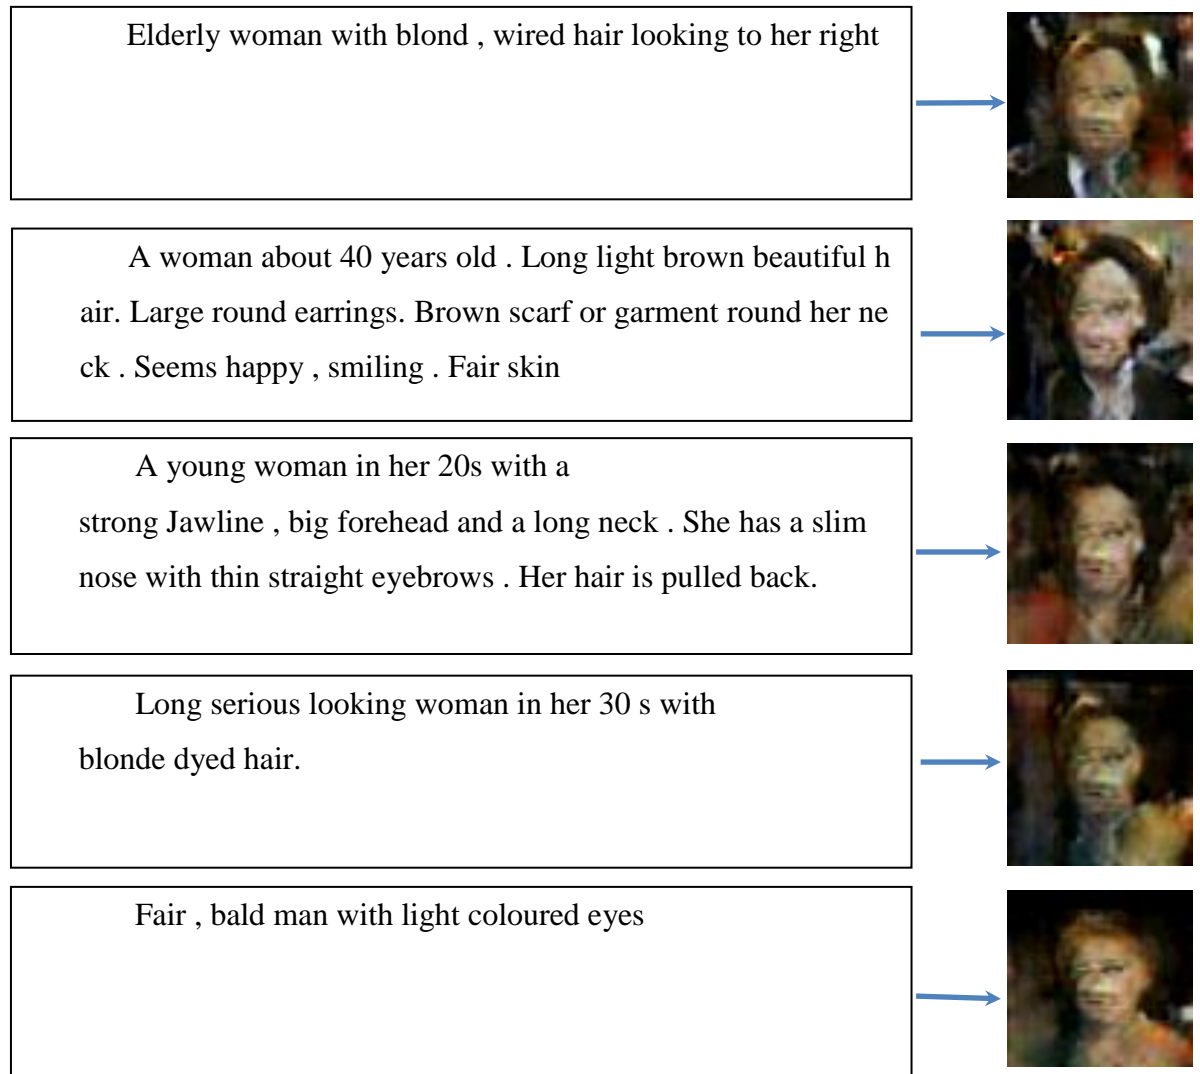 Elderly woman with blond , wired hair looking to her right
A woman about 40 years old . Long light brown beautiful h
air. Large round earrings. Brown scarf or garment round her ne
ck . Seems happy , smiling . Fair skin
A young woman in her 20s with a
strong Jawline , big forehead and a long neck . She has a slim
nose with thin straight eyebrows . Her hair is pulled back.
Long serious looking woman in her 30 s with
blonde dyed hair.
Fair , bald man with light coloured eyes